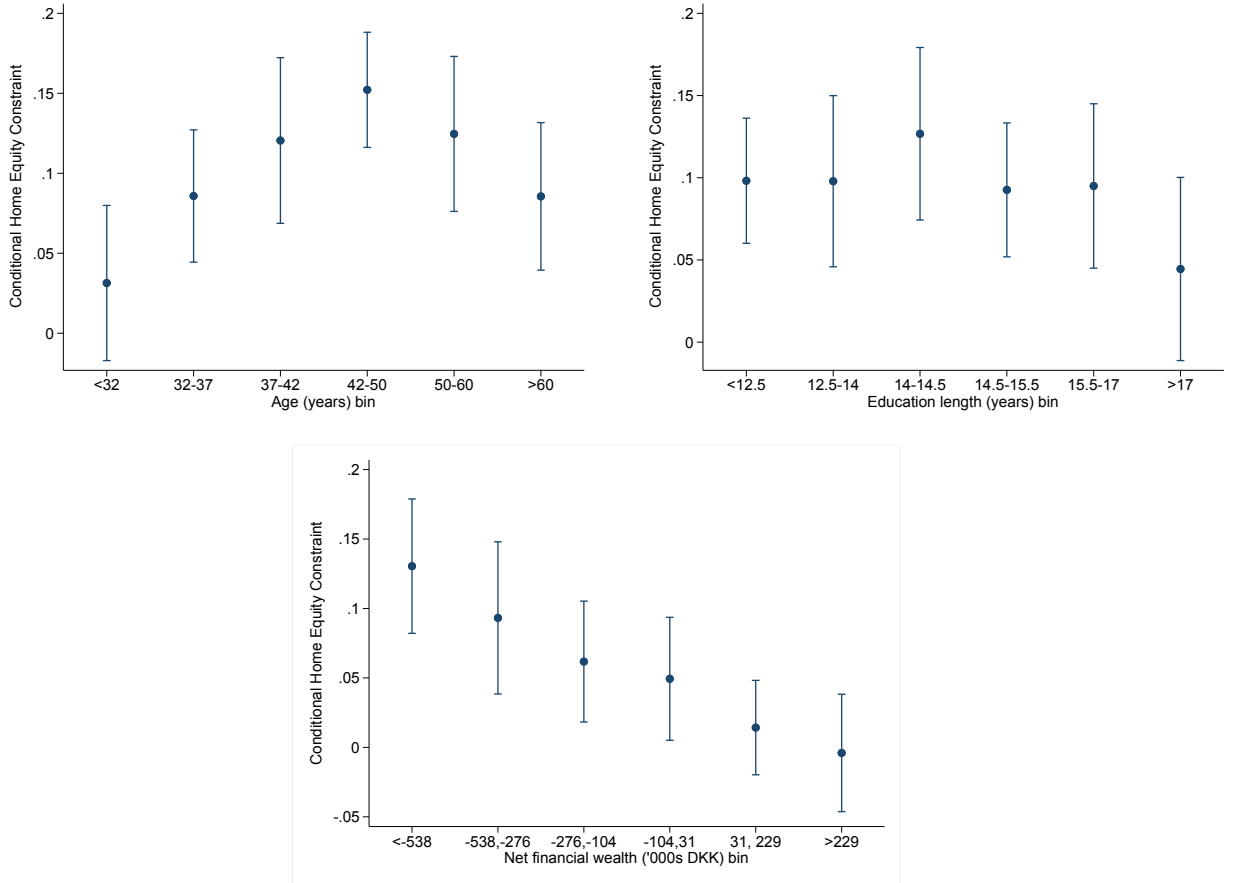 Conditional Home Equity Constraint
.2
.15
.1
.05
0
<32 32-37 37-42 42-50 50-60 >60
Age (years) bin
Conditional Home Equity Constraint
.2
.15
.1
.05
0
<12.5 12.5-14 14-14.5 14.5-15.5 15.5-17 >17
Education length (years) bin
Conditional Home Equity Constraint
.2
.15
.1
.05
0
-.05
<-538 -538,-276 -276,-104 -104,31 31, 229 >229
Net financial wealth ('000s DKK) bin